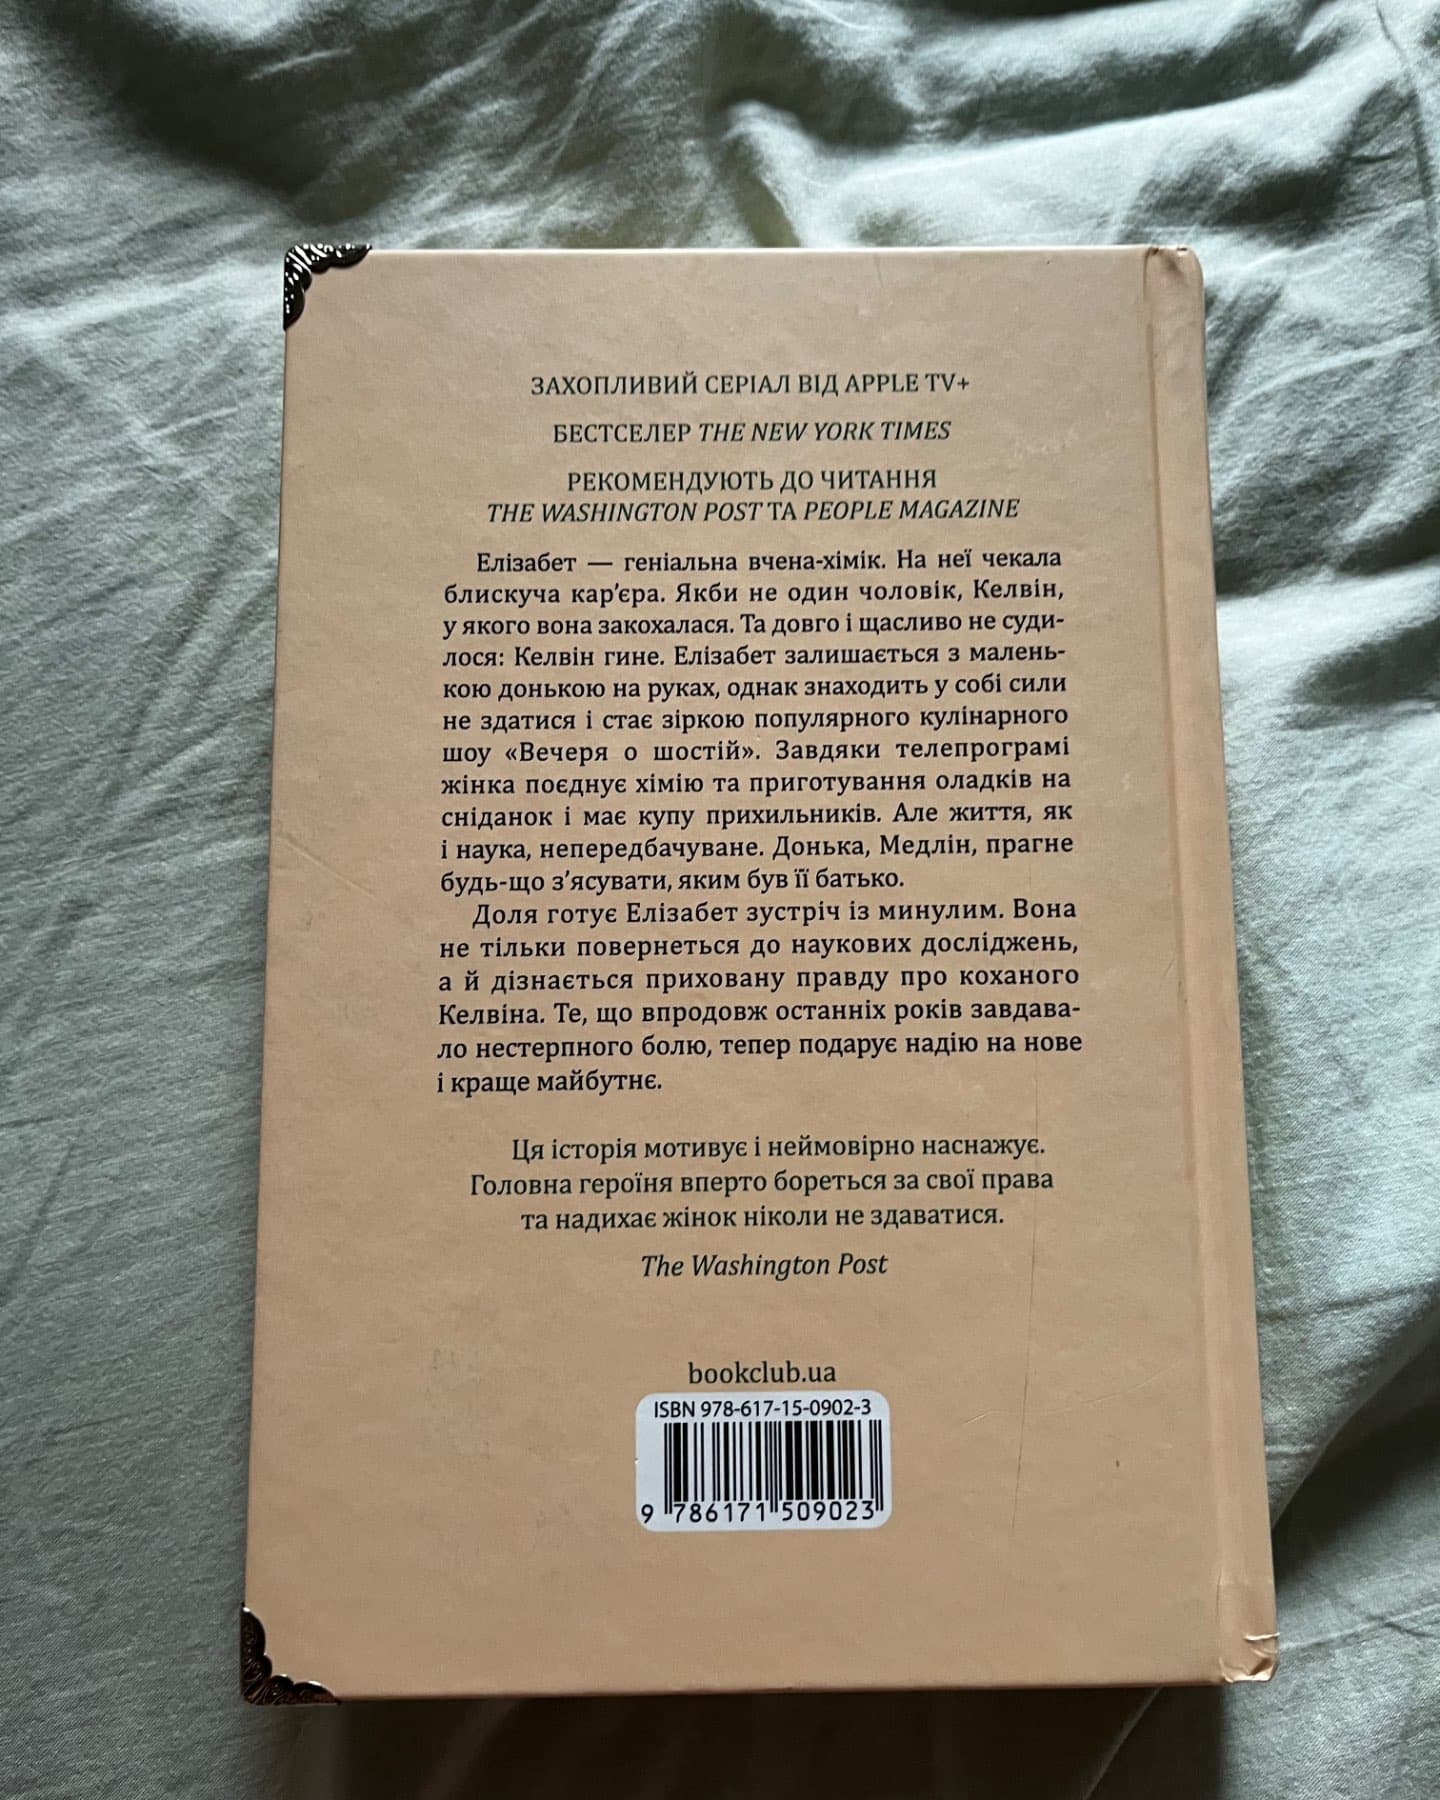 ЗАХОПЛИВИЙ СЕРІАЛ ВІД APPLE TV+
БЕСТСЕЛЕР THE NEW YORK TIMES
РЕКОМЕНДУЮТЬ ДО ЧИТАННЯ
THE WASHINGTON POST ТА PEOPLE MAGAZINE
Елізабет — геніальна вчена-хімік. На неї чекала
блискуча кар’єра. Якби не один чоловік, Келвін,
у якого вона закохалася. Та довго і щасливо не суди-
лося: Келвін гине. Елізабет залишається з малень-
кою донькою на руках, однак знаходить у собі сили
не здатися і стає зіркою популярного кулінарного
шоу «Вечеря о шостій». Завдяки телепрограмі
жінка поєднує хімію та приготування оладків на
сніданок і має купу прихильників. Але життя, як
і наука, непередбачуване. Донька, Медлін, прагне
будь-що з’ясувати, яким був її батько.
Доля готує Елізабет зустріч із минулим. Вона
не тільки повернеться до наукових досліджень,
а й дізнається приховану правду про коханого
Келвіна. Те, що впродовж останніх років завдава-
ло нестерпного болю, тепер подарує надію на нове
і краще майбутнє.
Ця історія мотивує і неймовірно наснажує.
Головна героїня вперто бореться за свої права
та надихає жінок ніколи не здаватися.
The Washington Post
bookclub.ua
ISBN 978-617-15-0902-3
9 786171 509023